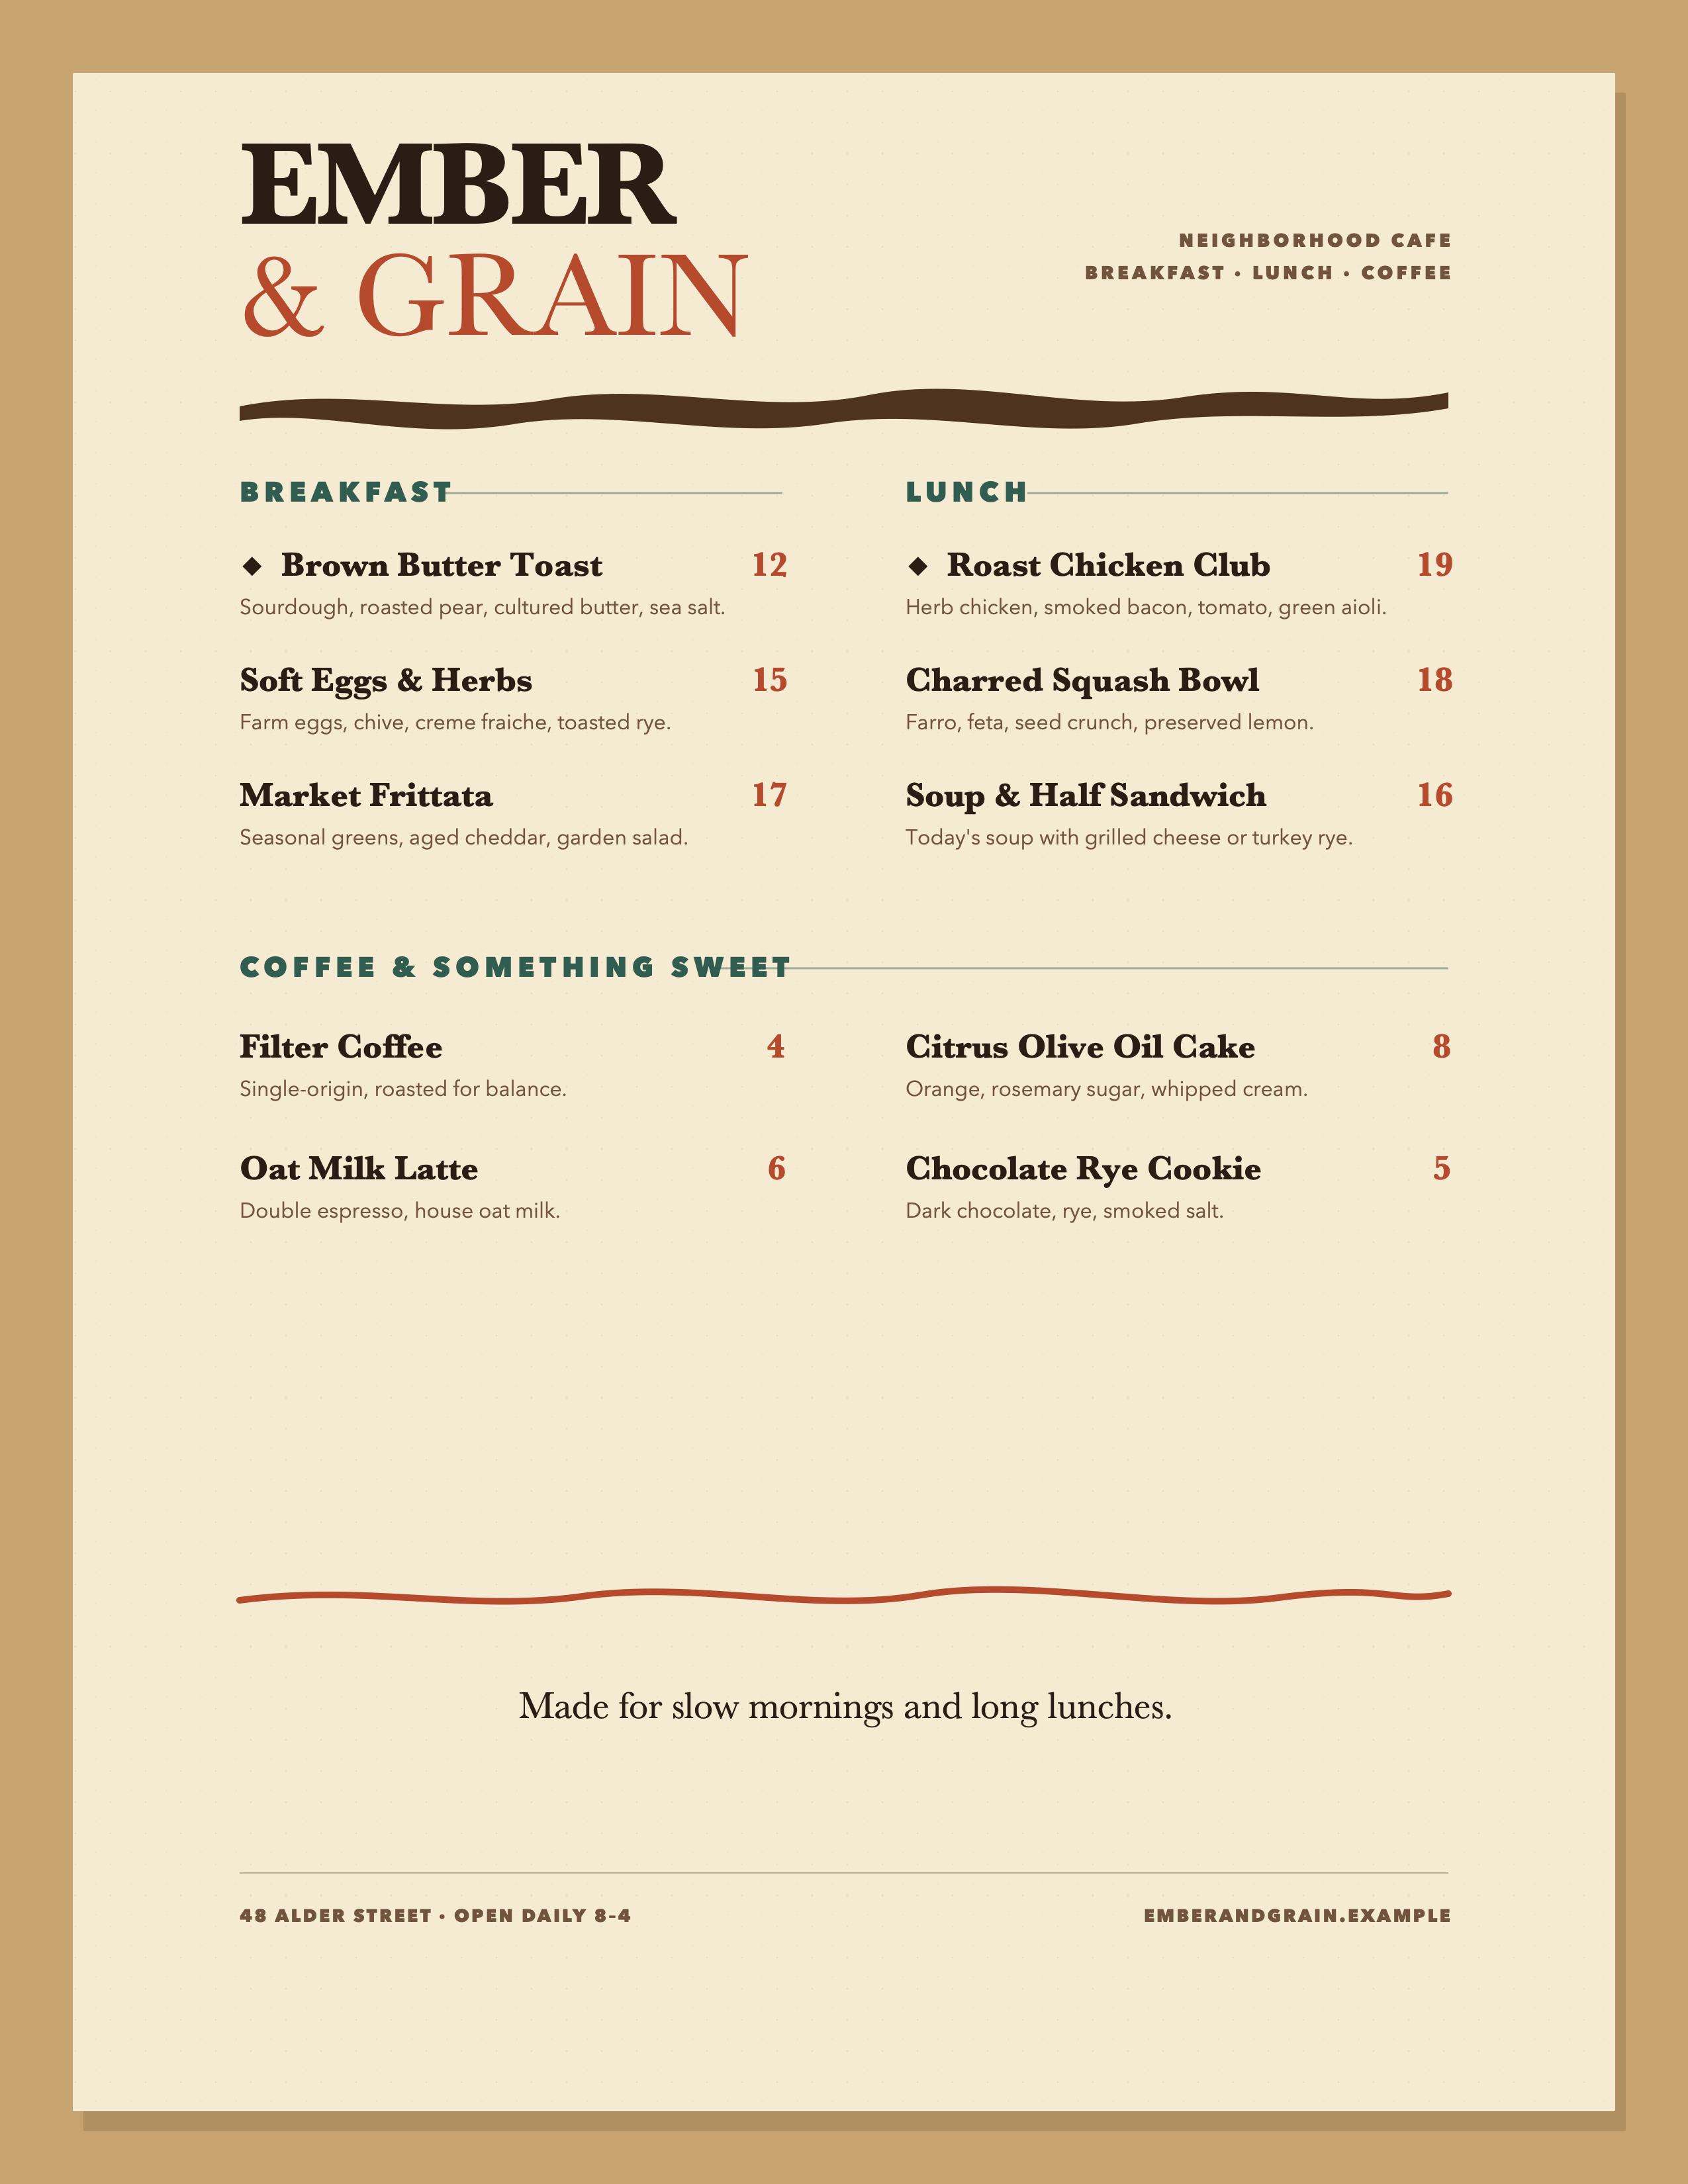 EMBER
& GRAIN
NEIGHBORHOOD CAFE
BREAKFAST • LUNCH • COFFEE
BREAKFAST
◆ Brown Butter Toast 12
Sourdough, roasted pear, cultured butter, sea salt.
Soft Eggs & Herbs 15
Farm eggs, chive, creme fraiche, toasted rye.
Market Frittata 17
Seasonal greens, aged cheddar, garden salad.
LUNCH
◆ Roast Chicken Club 19
Herb chicken, smoked bacon, tomato, green aioli.
Charred Squash Bowl 18
Farro, feta, seed crunch, preserved lemon.
Soup & Half Sandwich 16
Today's soup with grilled cheese or turkey rye.
COFFEE & SOMETHING SWEET
Filter Coffee 4
Single-origin, roasted for balance.
Oat Milk Latte 6
Double espresso, house oat milk.
Citrus Olive Oil Cake 8
Orange, rosemary sugar, whipped cream.
Chocolate Rye Cookie 5
Dark chocolate, rye, smoked salt.
Made for slow mornings and long lunches.
48 ALDER STREET • OPEN DAILY 8–4
EMBERANDGRAIN.EXAMPLE